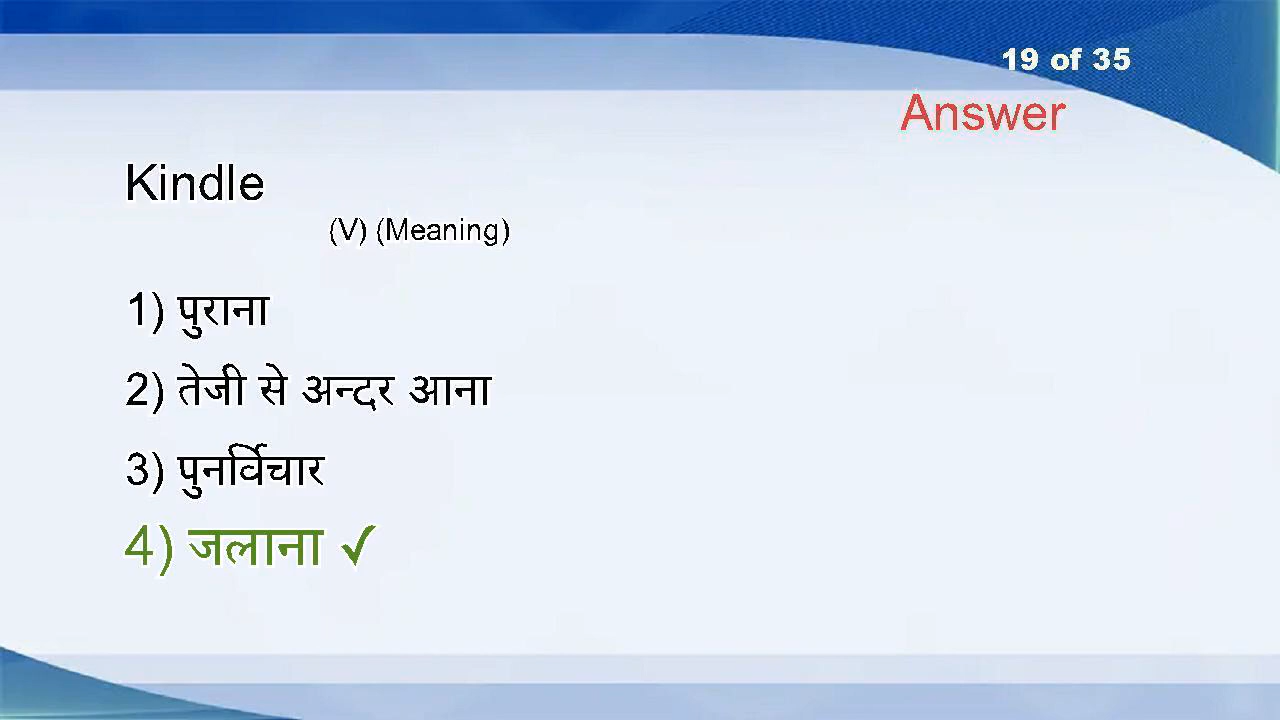 19 of 35
Answer
Kindle
(V) (Meaning)
1) पुराना
2) तेजी से अन्दर आना
3) पुनर्विचार
4) जलाना ✓